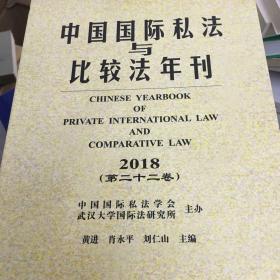 中国国际私法
与
比较法年刊
CHINESE YEARBOOK
OF
PRIVATE INTERNATIONAL LAW
AND
COMPARATIVE LAW
2018
(第二十二卷)
中国国际私法学会
武汉大学国际法研究所 主办
黄进 肖永平 刘仁山 主编